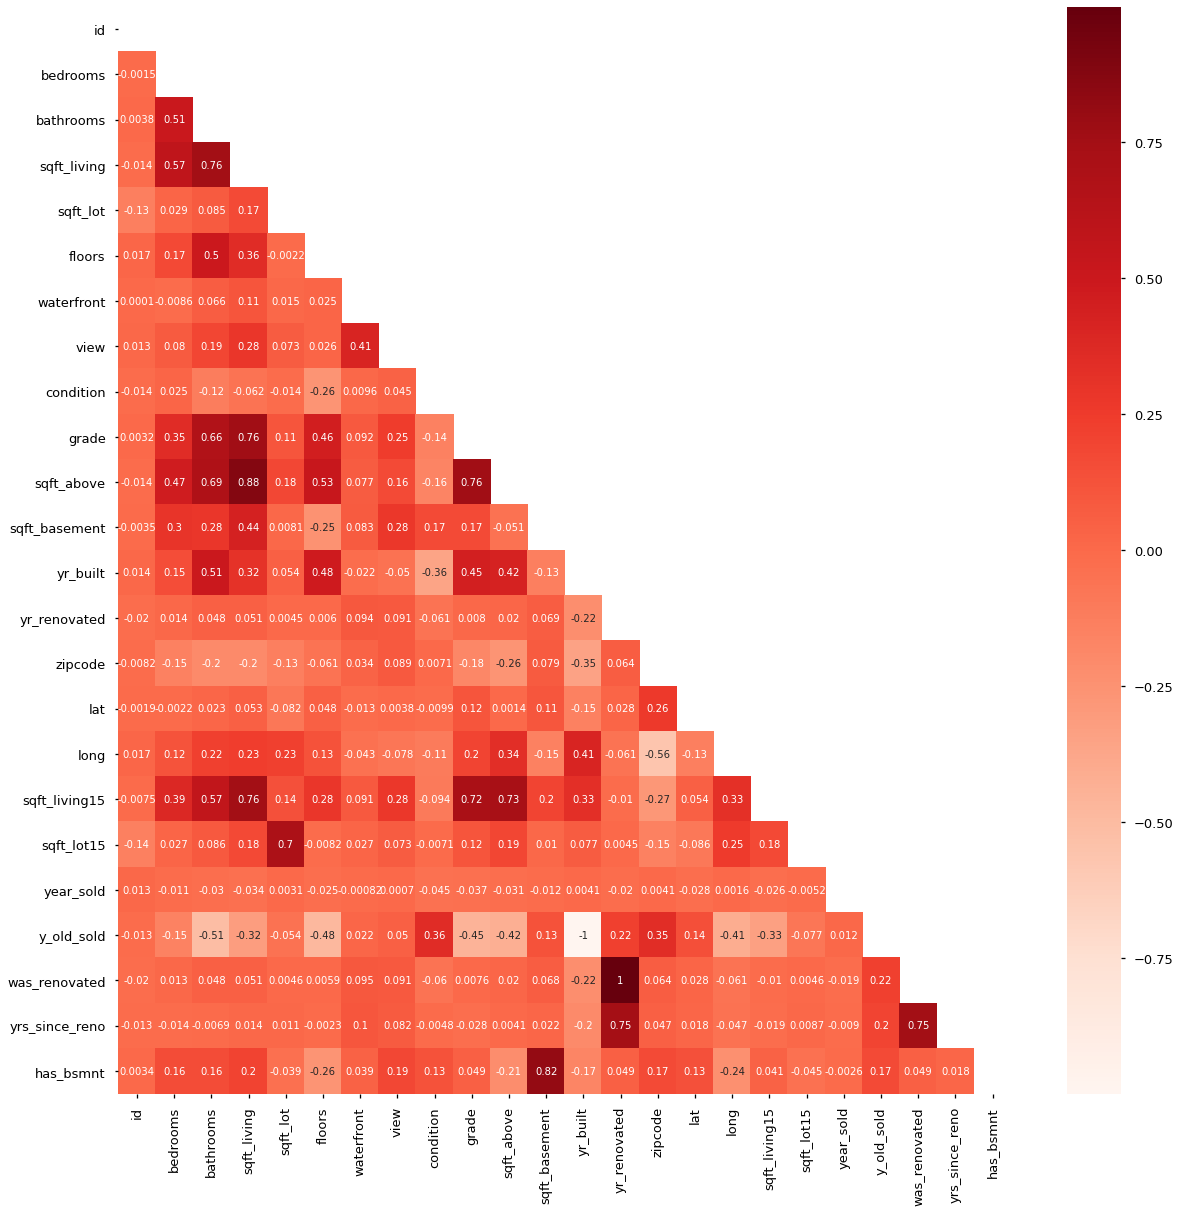 id
bedrooms -0.0015
bathrooms 0.0038 0.51
sqft_living -0.014 0.57 0.76
sqft_lot -0.13 0.029 0.085 0.17
floors 0.017 0.17 0.5 0.36 -0.0022
waterfront 0.0001 -0.0086 0.066 0.11 0.015 0.025
view 0.013 0.08 0.19 0.28 0.073 0.026 0.41
condition -0.014 0.025 -0.12 -0.062 -0.014 -0.26 0.0096 0.045
grade 0.0032 0.35 0.66 0.76 0.11 0.46 0.092 0.25 -0.14
sqft_above -0.014 0.47 0.69 0.88 0.18 0.53 0.077 0.16 -0.16 0.76
sqft_basement -0.0035 0.3 0.28 0.44 0.0081 -0.25 0.083 0.28 0.17 0.17 -0.051
yr_built 0.014 0.15 0.51 0.32 0.054 0.48 -0.022 -0.05 -0.36 0.45 0.42 -0.13
yr_renovated -0.02 0.014 0.048 0.051 0.0045 0.006 0.094 0.091 -0.061 0.008 0.02 0.069 -0.22
zipcode -0.0082 -0.15 -0.2 -0.2 -0.13 -0.061 0.034 0.089 0.0071 -0.18 -0.26 0.079 -0.35 0.064
lat -0.0019 -0.0022 0.023 0.053 -0.082 0.048 -0.013 0.0038 -0.0099 0.12 0.0014 0.11 -0.15 0.028 0.26
long 0.017 0.12 0.22 0.23 0.23 0.13 -0.043 -0.078 -0.11 0.2 0.34 -0.15 0.41 -0.061 -0.56 -0.13
sqft_living15 -0.0075 0.39 0.57 0.76 0.14 0.28 0.091 0.28 -0.094 0.72 0.73 0.2 0.33 -0.01 -0.27 0.054 0.33
sqft_lot15 -0.14 0.027 0.086 0.18 0.7 -0.0082 0.027 0.073 -0.0071 0.12 0.19 0.01 0.077 0.0045 -0.15 -0.086 0.25 0.18
year_sold 0.013 -0.011 -0.03 -0.034 0.0031 -0.025 -0.00082 0.0007 -0.045 -0.037 -0.031 -0.012 0.0041 -0.02 0.0041 -0.028 0.0016 -0.026 -0.0052
y_old_sold -0.013 -0.15 -0.51 -0.32 -0.054 -0.48 0.022 0.05 0.36 -0.45 -0.42 0.13 -1 0.22 0.35 0.14 -0.41 -0.33 -0.077 0.012
was_renovated -0.02 0.013 0.048 0.051 0.0046 0.0059 0.095 0.091 -0.06 0.0076 0.02 0.068 -0.22 1 0.064 0.028 -0.061 -0.01 0.0046 -0.019 0.22
yrs_since_reno -0.013 -0.014 -0.0069 0.014 0.011 -0.0023 0.1 0.082 -0.0048 -0.028 0.0041 0.022 -0.2 0.75 0.047 0.018 -0.047 -0.019 0.0087 -0.009 0.2 0.75
has_bsmnt 0.0034 0.16 0.16 0.2 -0.039 -0.26 0.039 0.19 0.13 0.049 -0.21 0.82 -0.17 0.049 0.17 0.13 -0.24 0.041 -0.045 -0.0026 0.17 0.049 0.018
id bedrooms bathrooms sqft_living sqft_lot floors waterfront view condition grade sqft_above sqft_basement yr_built yr_renovated zipcode lat long sqft_living15 sqft_lot15 year_sold y_old_sold was_renovated yrs_since_reno has_bsmnt
0.75
0.50
0.25
0.00
−0.25
−0.50
−0.75